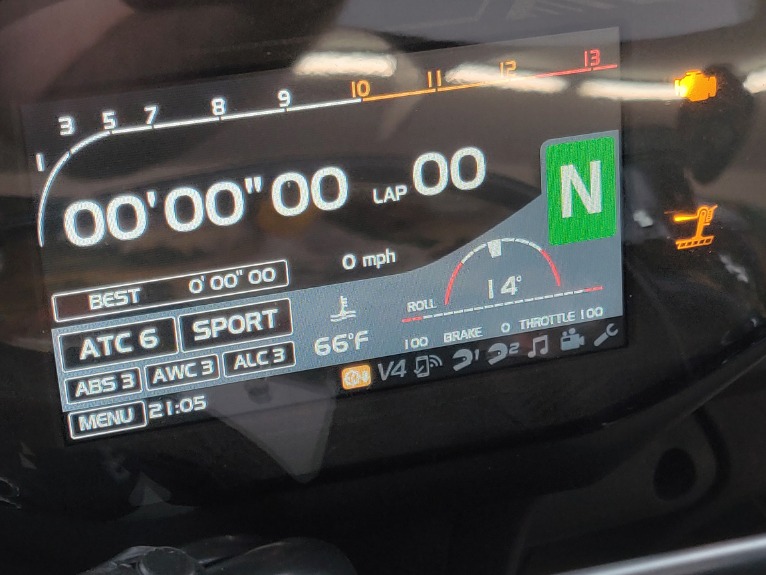 1 3 5 7 8 9 10 11 12 13
00'00"00 LAP 00
N
0 mph
BEST 0'00"00
ATC 6 SPORT
ABS 3 AWC 3 ALC 3
MENU 21:05
66°F
ROLL 14°
100 BRAKE 0 THROTTLE 100
V4 1 2